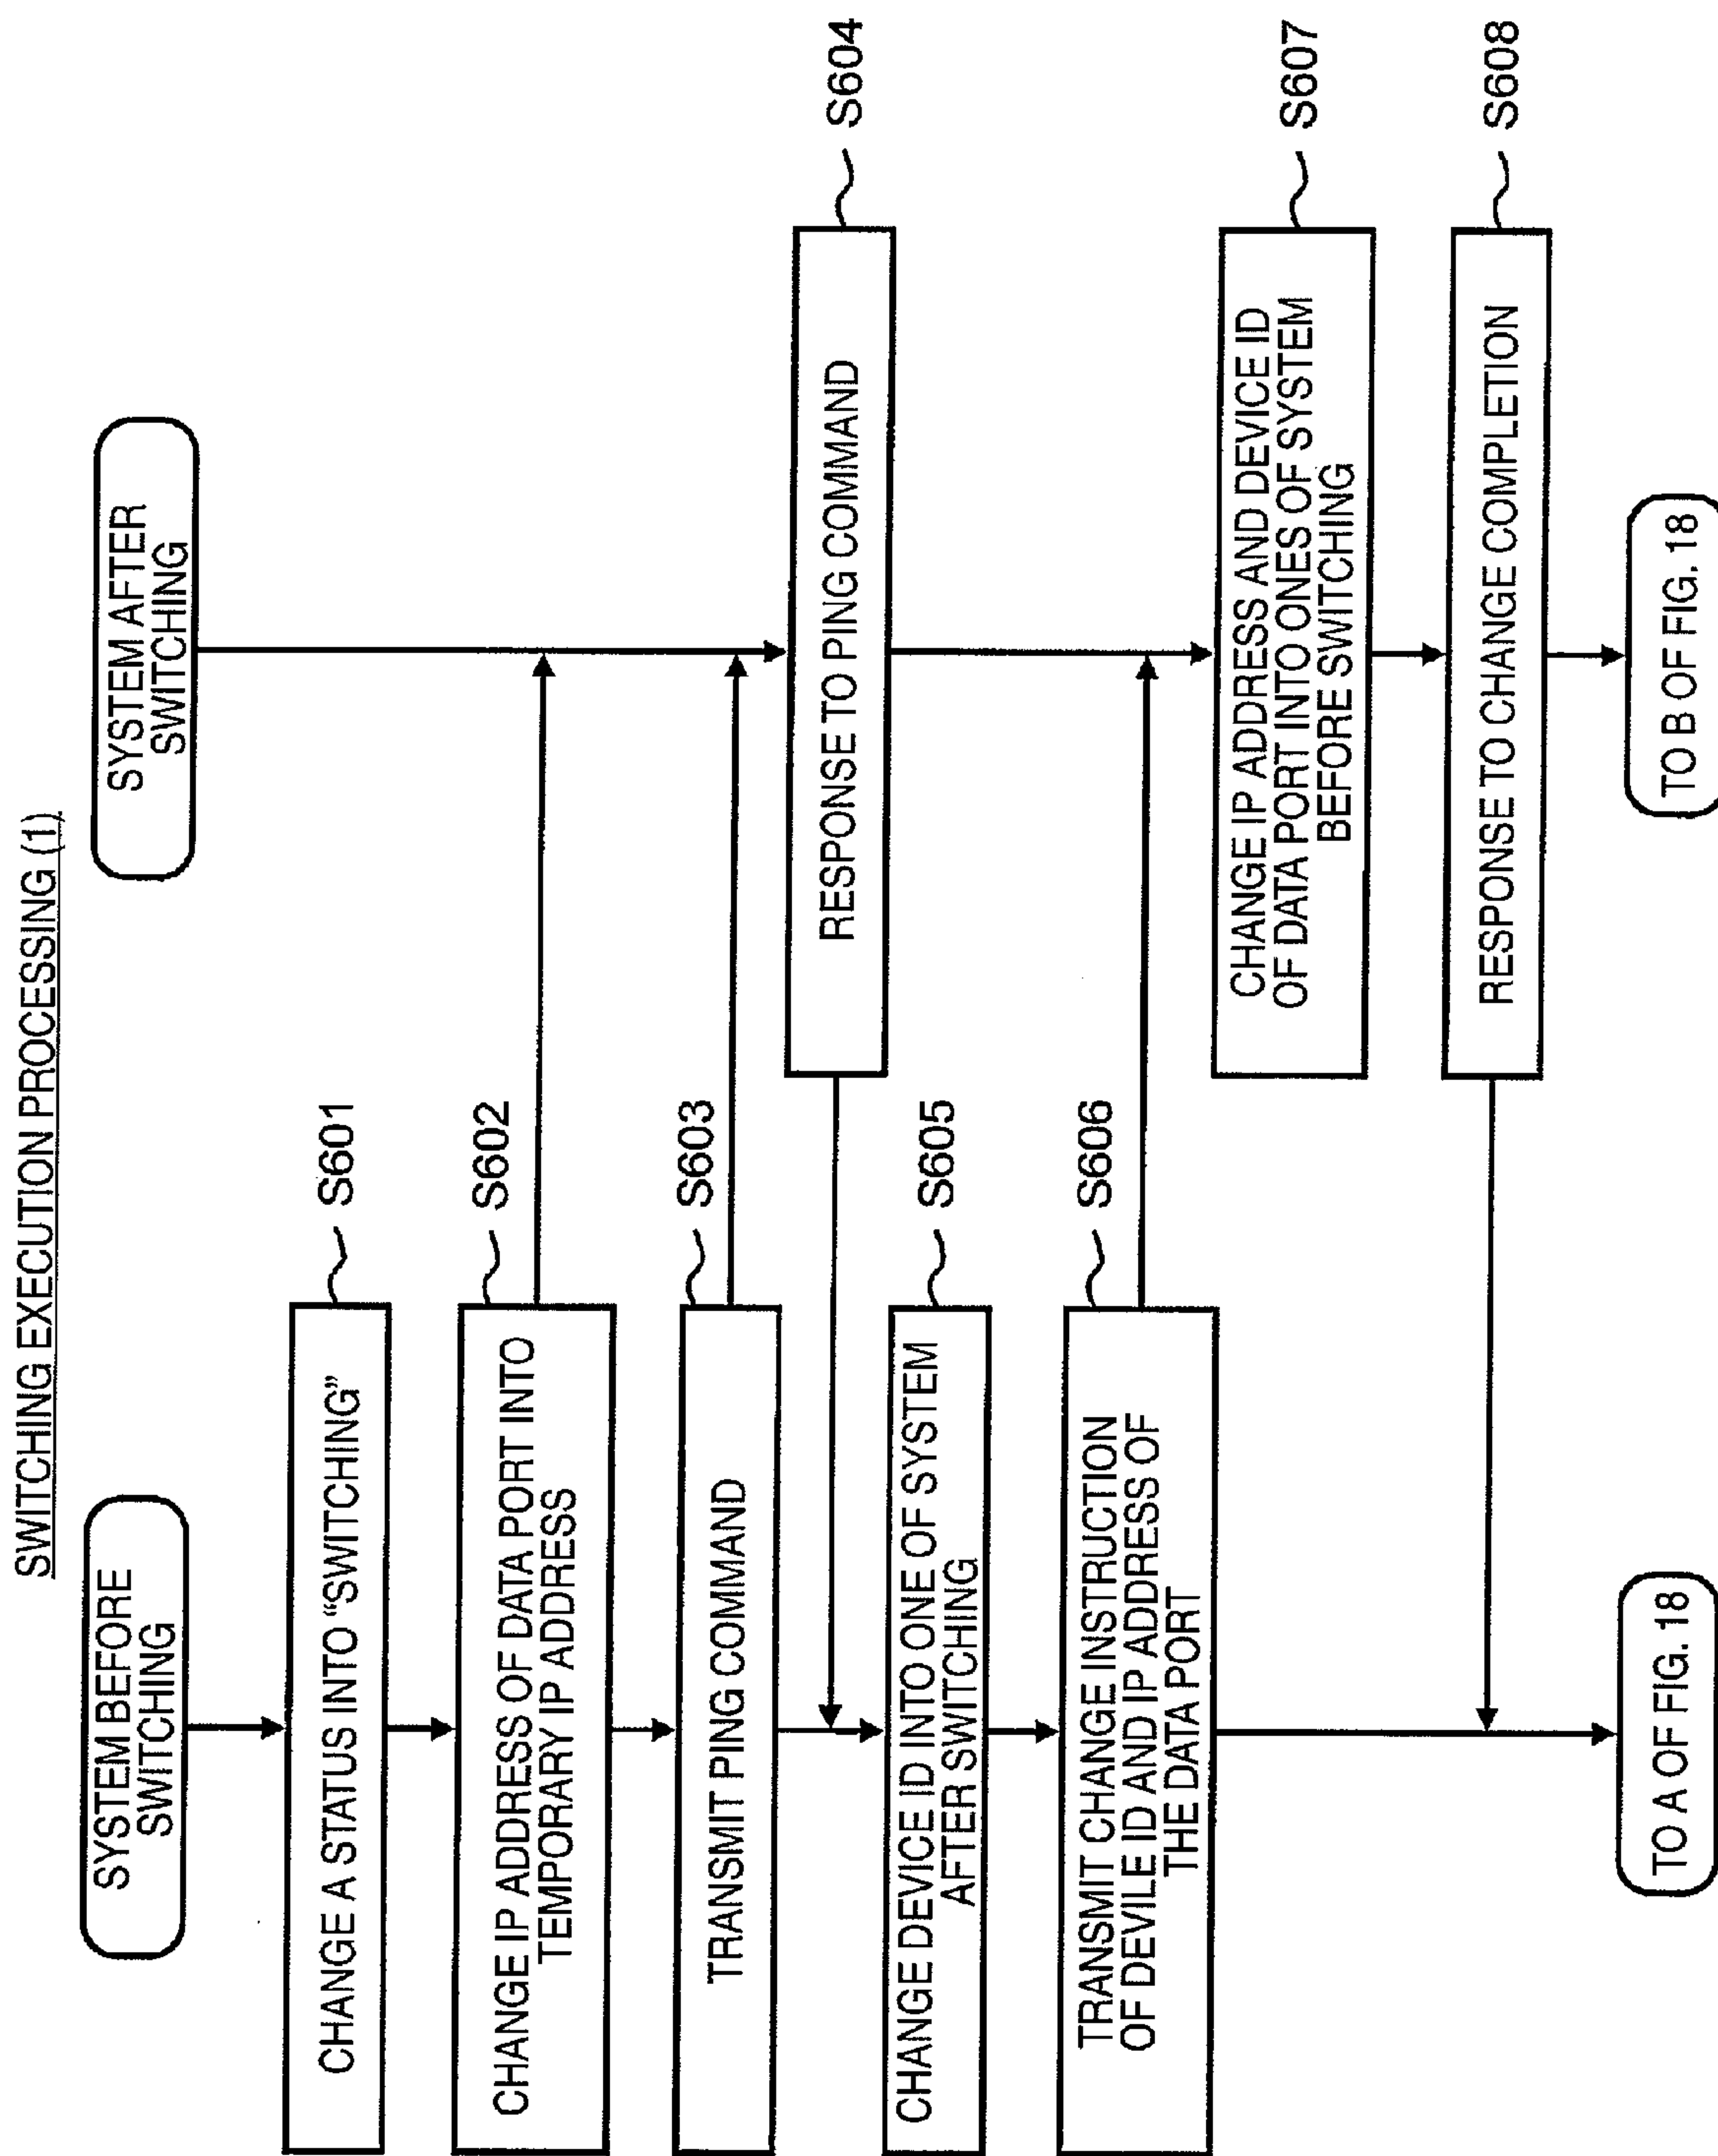 SWITCHING EXECUTION PROCESSING (1)
SYSTEM BEFORE
SWITCHING
SYSTEM AFTER
SWITCHING
CHANGE A STATUS INTO “SWITCHING”
S601
CHANGE IP ADDRESS OF DATA PORT INTO
TEMPORARY IP ADDRESS
S602
TRANSMIT PING COMMAND
S603
RESPONSE TO PING COMMAND
S604
CHANGE DEVICE ID INTO ONE OF SYSTEM
AFTER SWITCHING
S605
TRANSMIT CHANGE INSTRUCTION
OF DEVILE ID AND IP ADDRESS OF
THE DATA PORT
S606
CHANGE IP ADDRESS AND DEVICE ID
OF DATA PORT INTO ONES OF SYSTEM
BEFORE SWITCHING
S607
RESPONSE TO CHANGE COMPLETION
S608
TO A OF FIG. 18
TO B OF FIG. 18